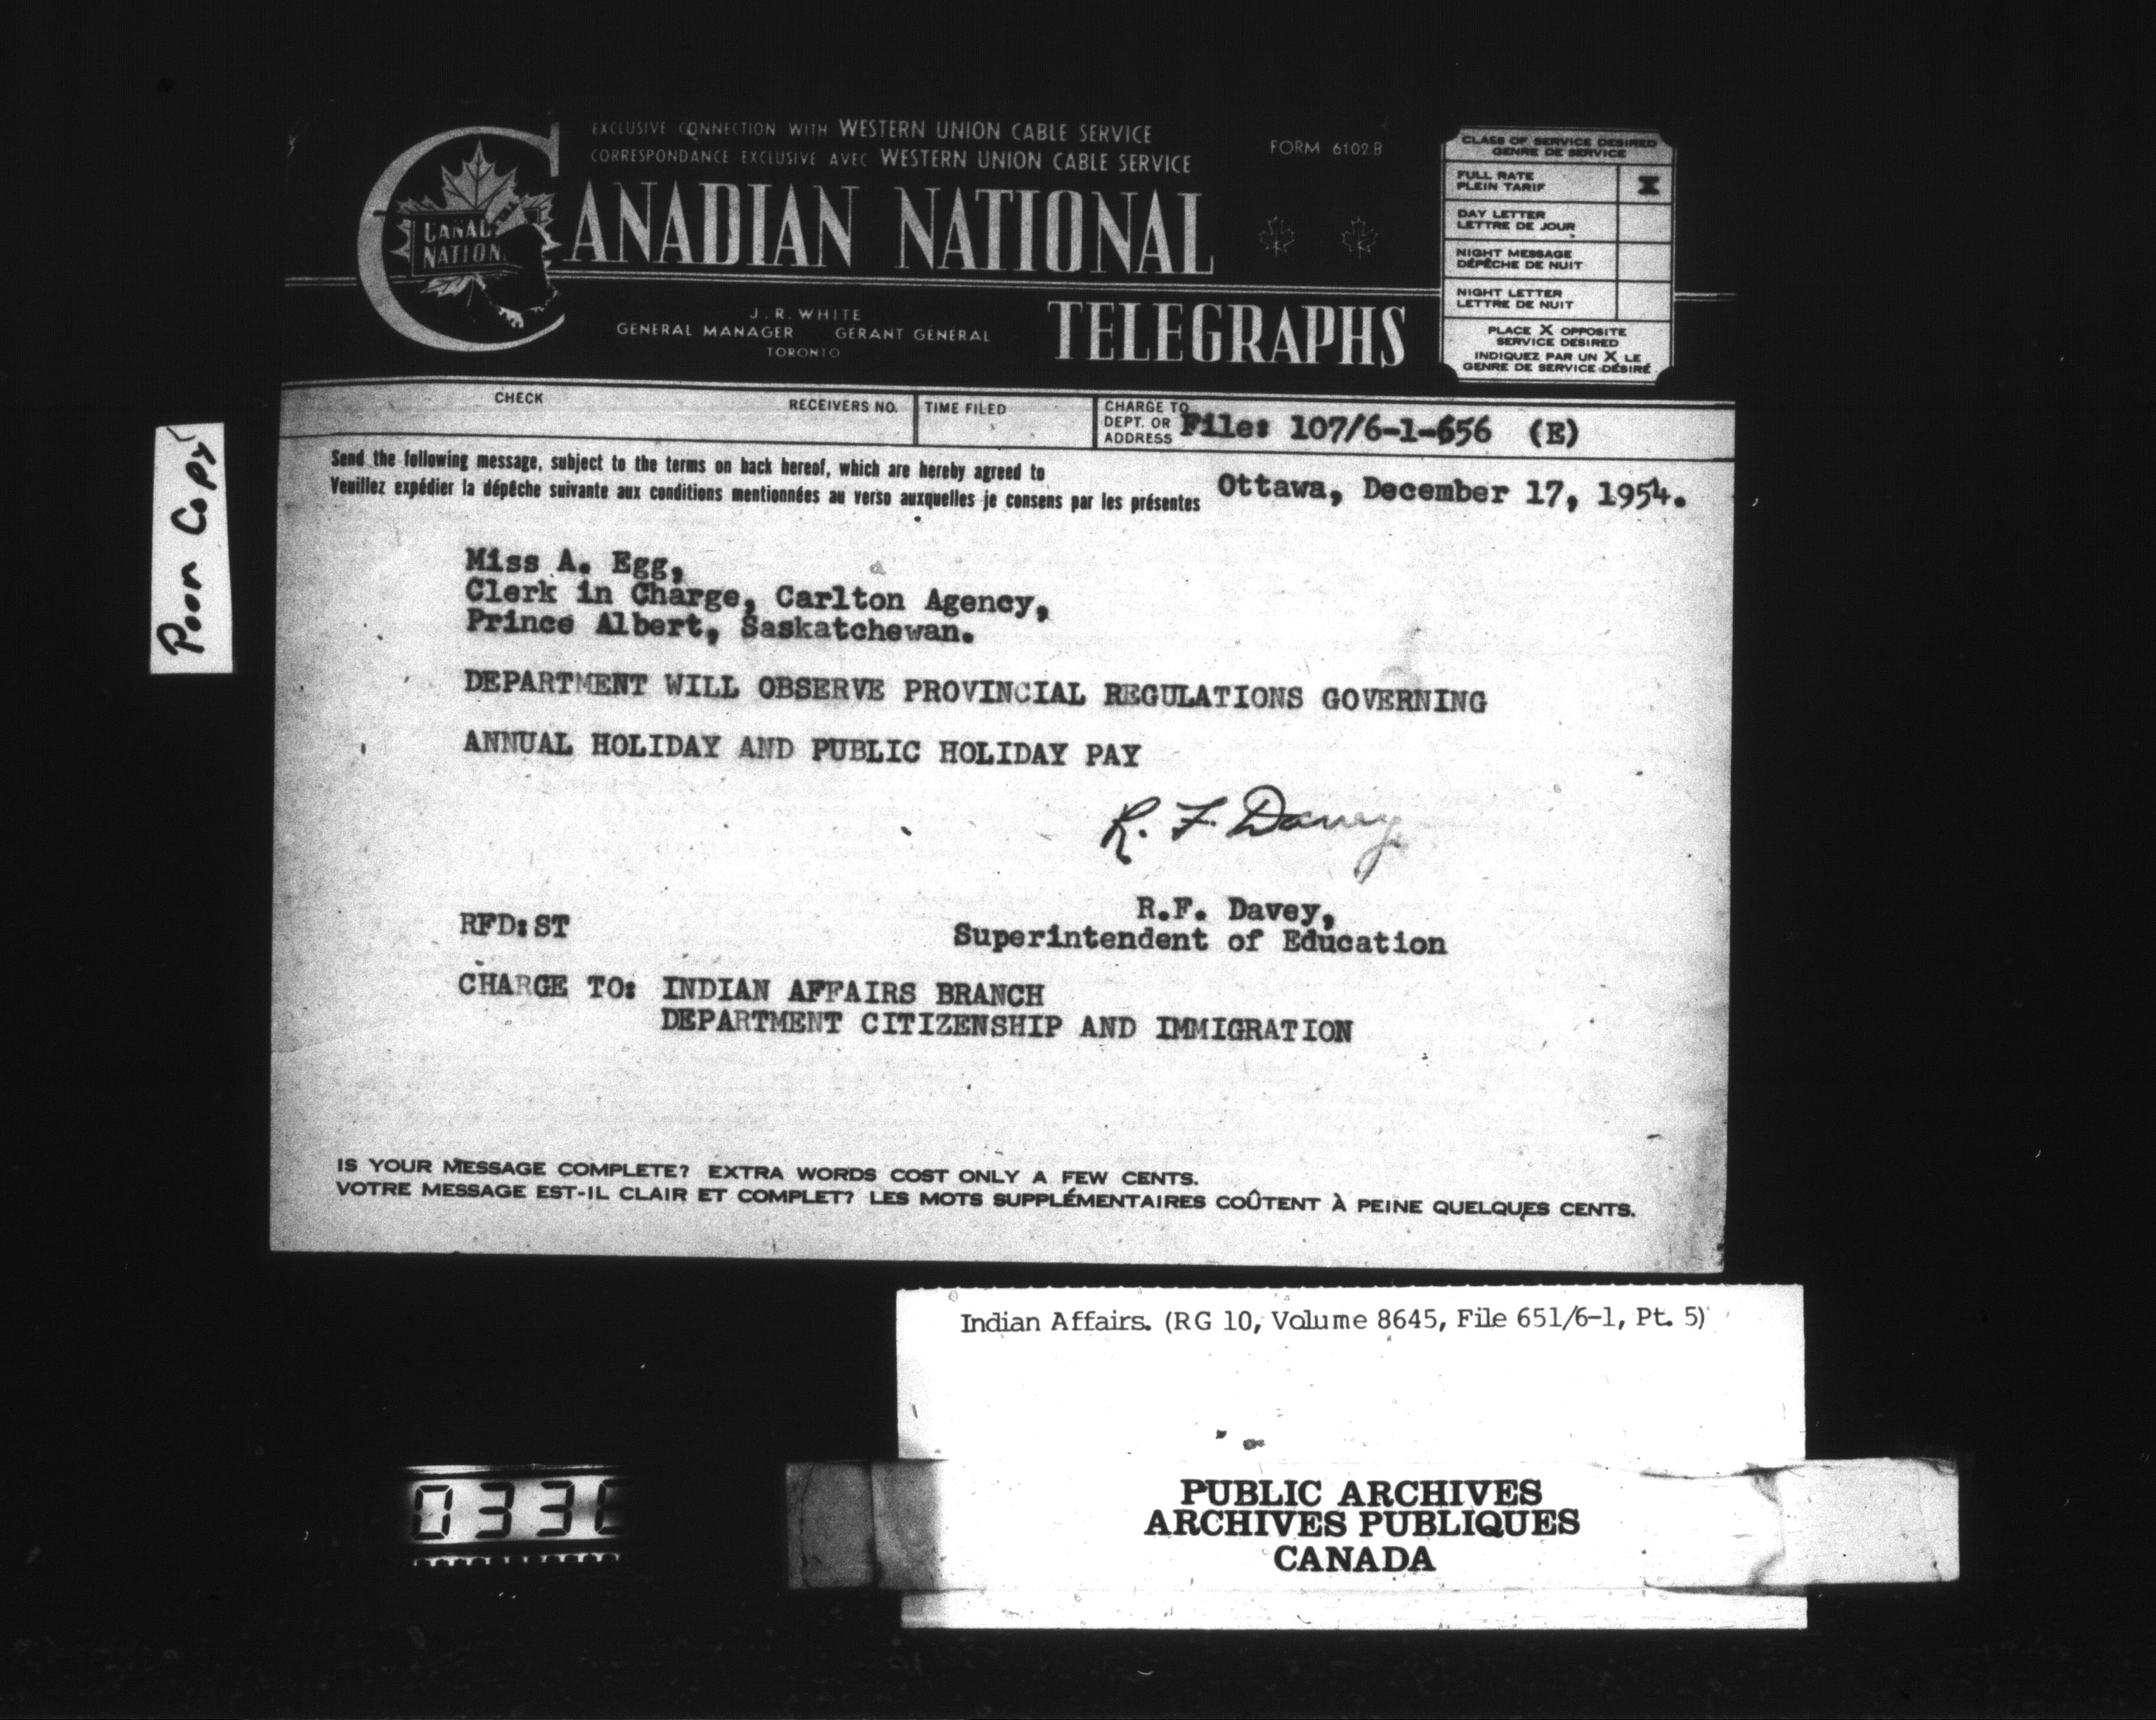 EXCLUSIVE CONNECTION WITH WESTERN UNION CABLE SERVICE
CORRESPONDANCE EXCLUSIVE AVEC WESTERN UNION CABLE SERVICE
FORM 6102B
CANADIAN NATIONAL
TELEGRAPHS
J. R. WHITE
GENERAL MANAGER GERANT GÉNÉRAL
TORONTO
CLASS OF SERVICE DESIRED
GENRE DE SERVICE
FULL RATE
PLEIN TARIF X
DAY LETTER
LETTRE DE JOUR
NIGHT MESSAGE
DÉPÊCHE DE NUIT
NIGHT LETTER
LETTRE DE NUIT
PLACE X OPPOSITE
SERVICE DESIRED
INDIQUEZ PAR UN X LE
GENRE DE SERVICE DÉSIRÉ
CHECK
RECEIVERS NO.
TIME FILED
CHARGE TO
DEPT. OR
ADDRESS
File: 107/6-1-656 (E)
Send the following message, subject to the terms on back hereof, which are hereby agreed to
Veuillez expédier la dépêche suivante aux conditions mentionnées au verso auxquelles je consens par les présentes
Ottawa, December 17, 1954.
Poor Copy
Miss A. Egg,
Clerk in Charge, Carlton Agency,
Prince Albert, Saskatchewan.
DEPARTMENT WILL OBSERVE PROVINCIAL REGULATIONS GOVERNING
ANNUAL HOLIDAY AND PUBLIC HOLIDAY PAY
R. F. Davey
R.F. Davey,
Superintendent of Education
RFD:ST
CHARGE TO: INDIAN AFFAIRS BRANCH
DEPARTMENT CITIZENSHIP AND IMMIGRATION
IS YOUR MESSAGE COMPLETE? EXTRA WORDS COST ONLY A FEW CENTS.
VOTRE MESSAGE EST-IL CLAIR ET COMPLET? LES MOTS SUPPLÉMENTAIRES COÛTENT À PEINE QUELQUES CENTS.
Indian Affairs. (RG 10, Volume 8645, File 651/6-1, Pt. 5)
PUBLIC ARCHIVES
ARCHIVES PUBLIQUES
CANADA